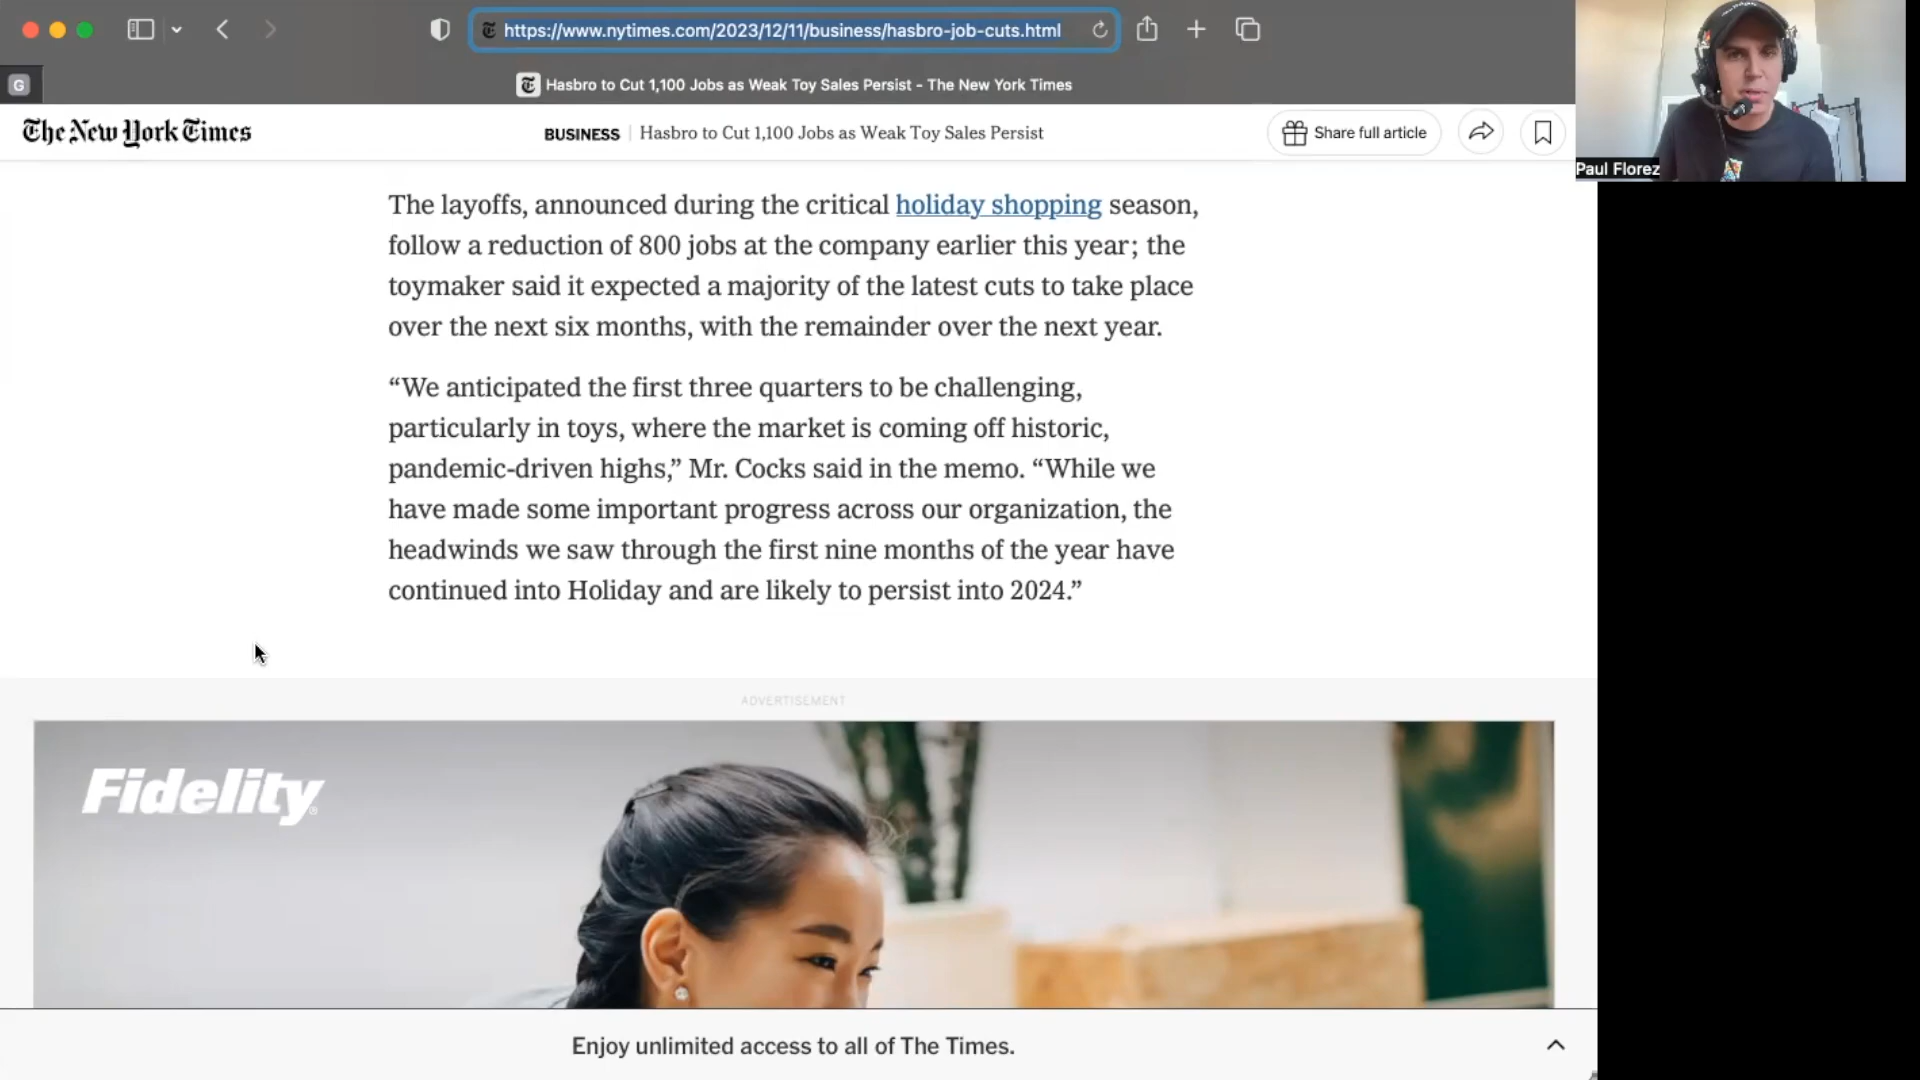 https://www.nytimes.com/2023/12/11/business/hasbro-job-cuts.html
G
Hasbro to Cut 1,100 Jobs as Weak Toy Sales Persist - The New York Times
The New York Times
BUSINESS | Hasbro to Cut 1,100 Jobs as Weak Toy Sales Persist
Share full article
Paul Florez
The layoffs, announced during the critical holiday shopping season,
follow a reduction of 800 jobs at the company earlier this year; the
toymaker said it expected a majority of the latest cuts to take place
over the next six months, with the remainder over the next year.
“We anticipated the first three quarters to be challenging,
particularly in toys, where the market is coming off historic,
pandemic-driven highs,” Mr. Cocks said in the memo. “While we
have made some important progress across our organization, the
headwinds we saw through the first nine months of the year have
continued into Holiday and are likely to persist into 2024.”
ADVERTISEMENT
Fidelity
Enjoy unlimited access to all of The Times.